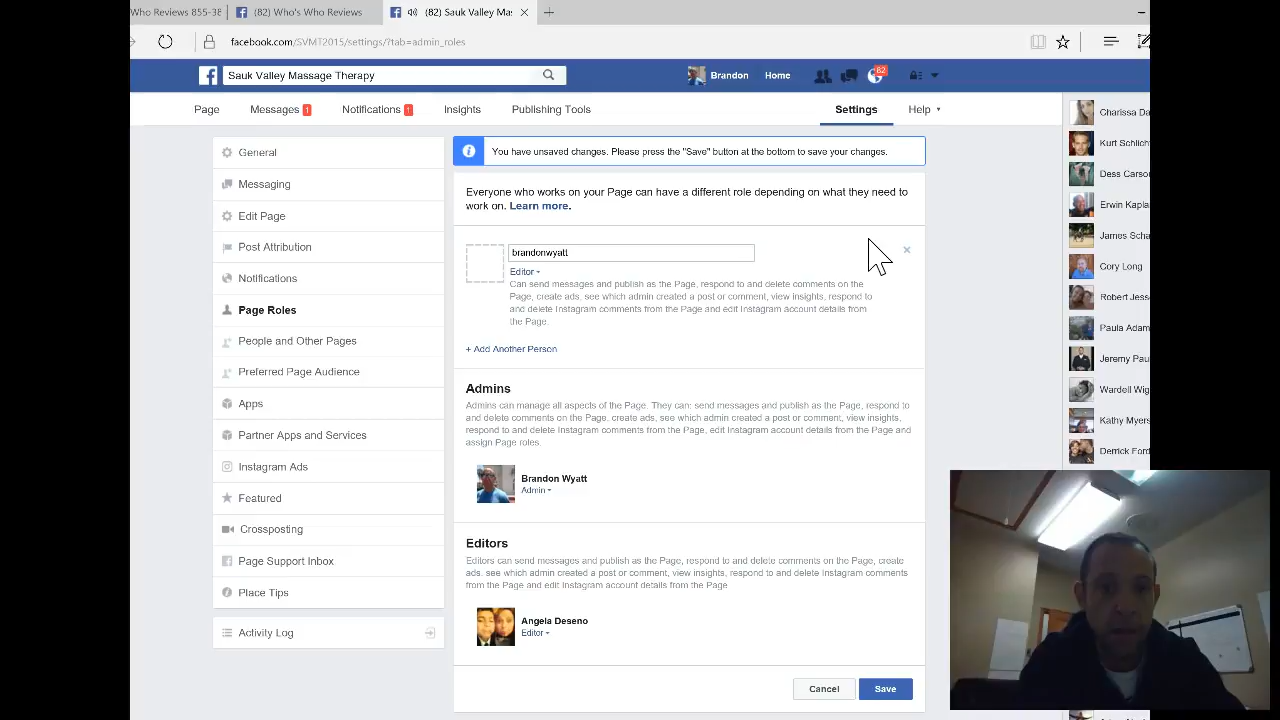 Who Reviews 855-38
(82) Who's Who Reviews
(82) Sauk Valley Mas
facebook.com/SVMT2015/settings/?tab=admin_roles
Sauk Valley Massage Therapy
Brandon
Home
82
Page
Messages 1
Notifications 1
Insights
Publishing Tools
Settings
Help
General
Messaging
Edit Page
Post Attribution
Notifications
Page Roles
People and Other Pages
Preferred Page Audience
Apps
Partner Apps and Services
Instagram Ads
Featured
Crossposting
Page Support Inbox
Place Tips
Activity Log
You have unsaved changes. Please press the "Save" button at the bottom to save your changes.
Everyone who works on your Page can have a different role depending on what they need to
work on. Learn more.
brandonwyatt
Editor
Can send messages and publish as the Page, respond to and delete comments on the
Page, create ads, see which admin created a post or comment, view insights, respond to
and delete Instagram comments from the Page and edit Instagram account details from
the Page.
+ Add Another Person
Admins
Admins can manage all aspects of the Page. They can: send messages and publish as the Page, respond to
and delete comments on the Page, create ads, see which admin created a post or comment, view insights,
respond to and delete Instagram comments from the Page, edit Instagram account details from the Page and
assign Page roles.
Brandon Wyatt
Admin
Editors
Editors can send messages and publish as the Page, respond to and delete comments on the Page, create
ads, see which admin created a post or comment, view insights, respond to and delete Instagram comments
from the Page and edit Instagram account details from the Page
Angela Deseno
Editor
Cancel
Save
Charissa Da
Kurt Schlich
Dess Carson
Erwin Kapla
James Scha
Cory Long
Robert Jess
Paula Adam
Jeremy Pau
Wardell Wig
Kathy Myers
Derrick Ford